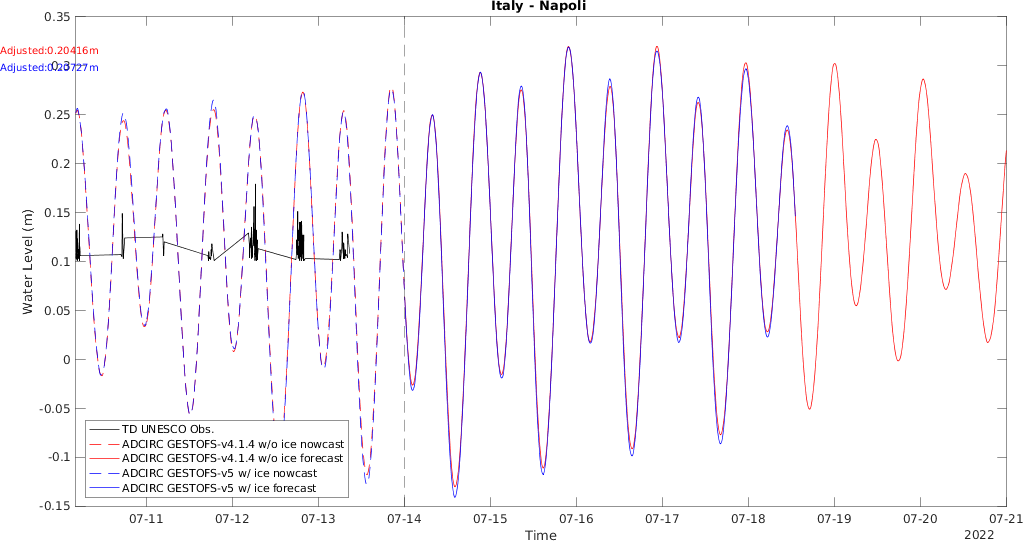 Italy - Napoli
0.35
Adjusted:0.20416m
0.3
Adjusted:0.20727m
0.25
0.2
0.15
0.1
0.05
0
-0.05
-0.1
-0.15
Water Level (m)
TD UNESCO Obs.
ADCIRC GESTOFS-v4.1.4 w/o ice nowcast
ADCIRC GESTOFS-v4.1.4 w/o ice forecast
ADCIRC GESTOFS-v5 w/ ice nowcast
ADCIRC GESTOFS-v5 w/ ice forecast
07-11 07-12 07-13 07-14 07-15 07-16 07-17 07-18 07-19 07-20 07-21
Time
2022